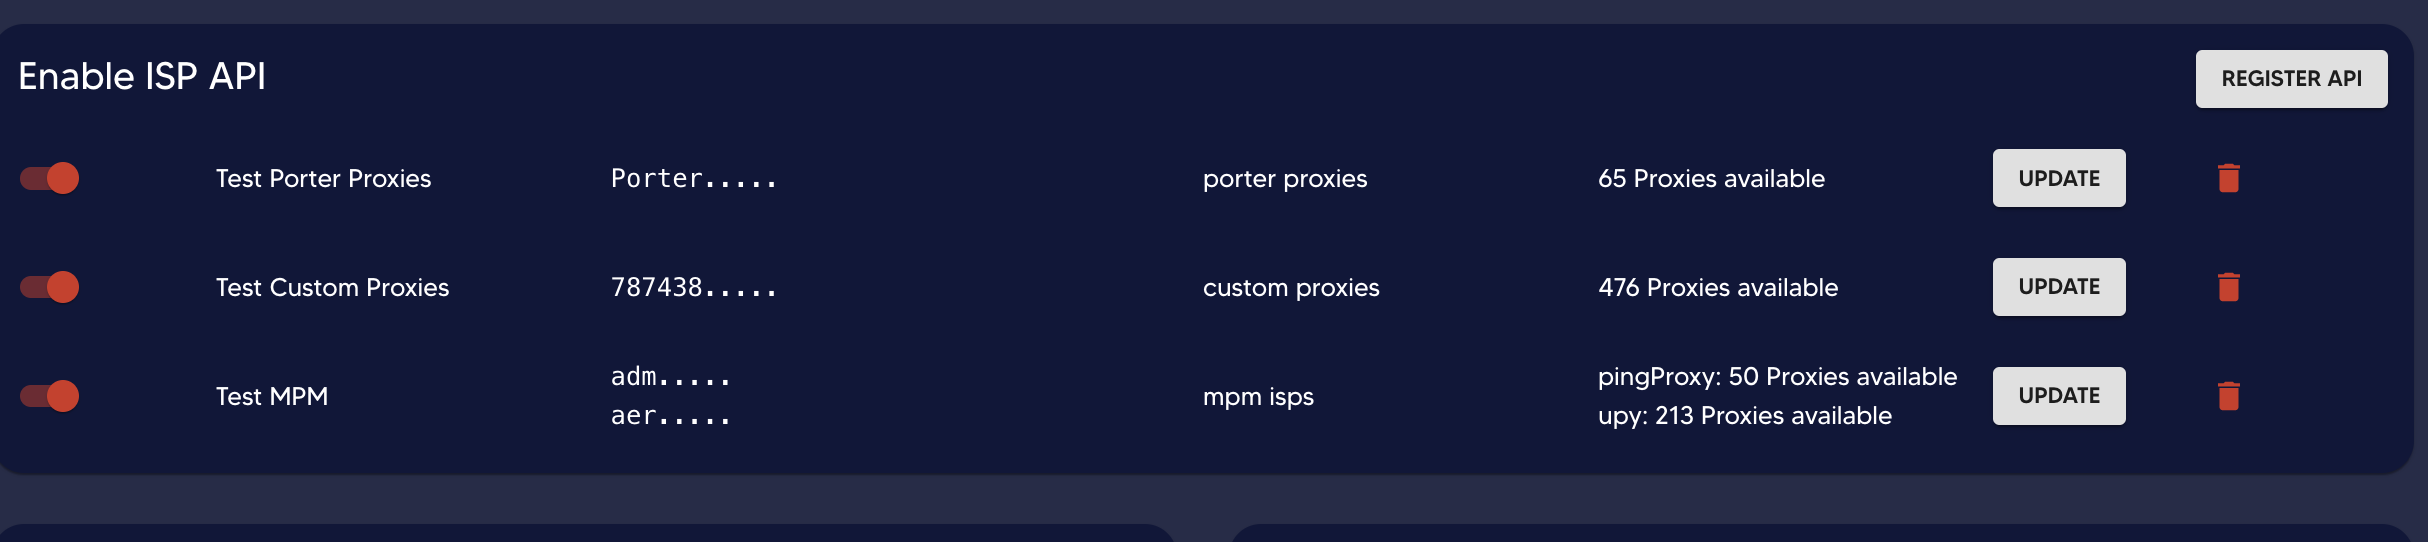 Enable ISP API
REGISTER API
Test Porter Proxies
Porter.....
porter proxies
65 Proxies available
UPDATE
Test Custom Proxies
787438.....
custom proxies
476 Proxies available
UPDATE
Test MPM
adm.....
aer.....
mpm isps
pingProxy: 50 Proxies available
upy: 213 Proxies available
UPDATE